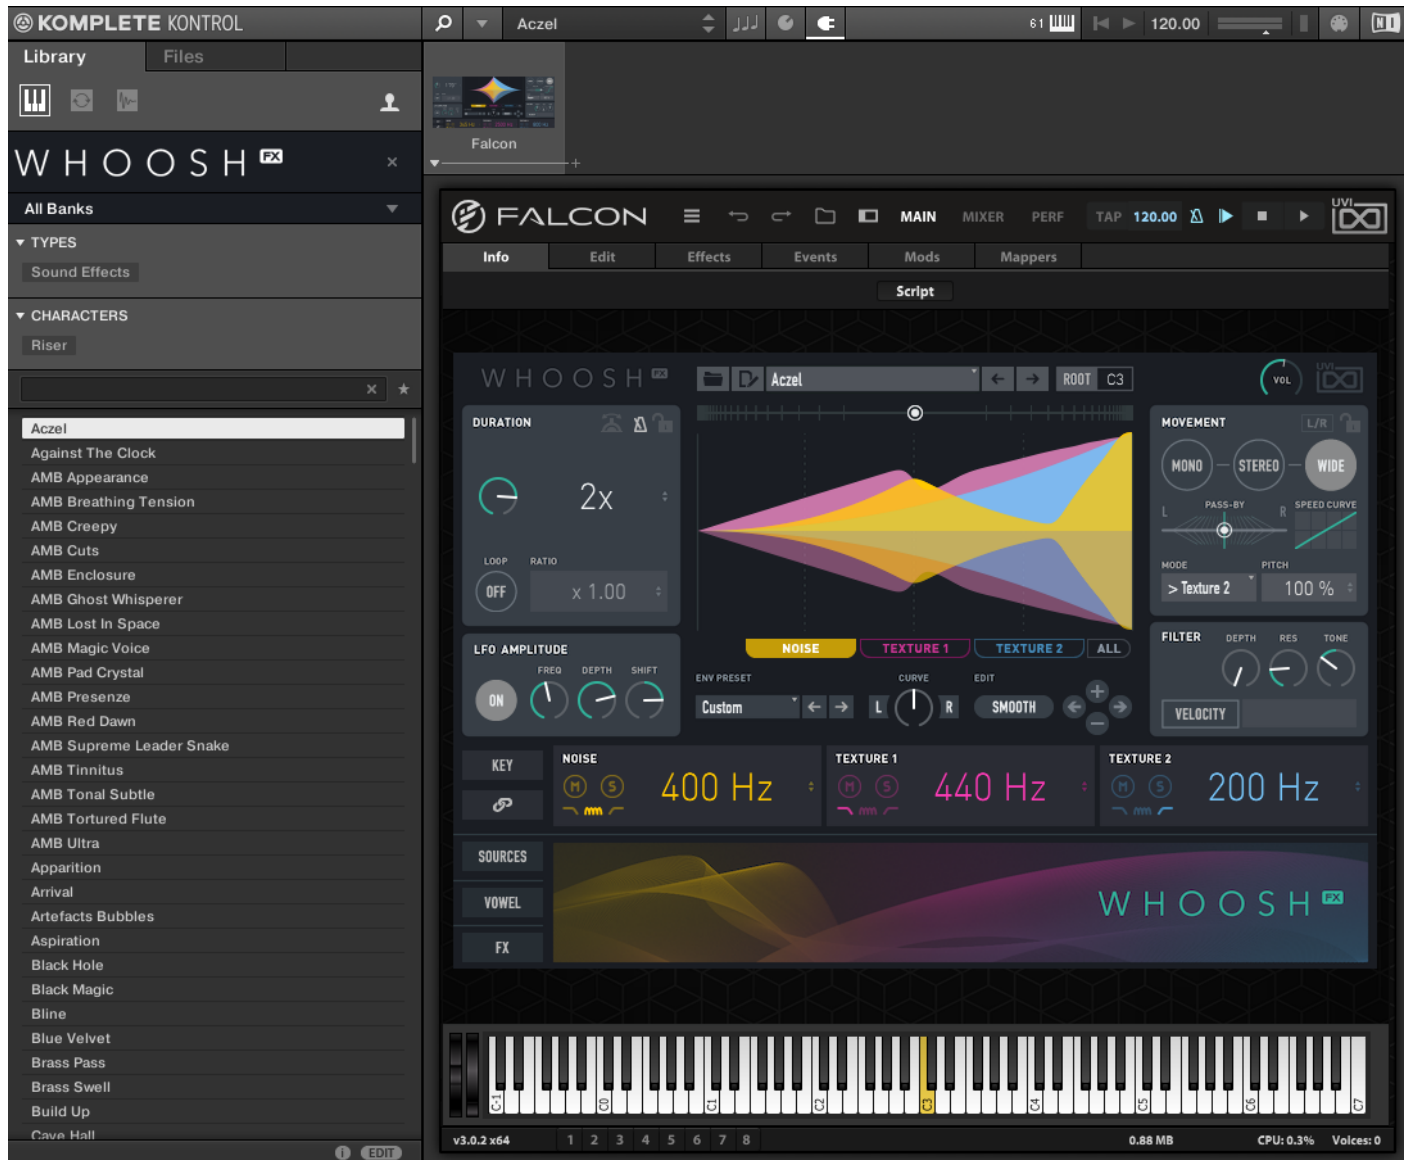 KOMPLETE KONTROL
Aczel
61
120.00
Library
Files
Falcon
WHOOSH FX
All Banks
TYPES
Sound Effects
CHARACTERS
Riser
Aczel
Against The Clock
AMB Appearance
AMB Breathing Tension
AMB Creepy
AMB Cuts
AMB Enclosure
AMB Ghost Whisperer
AMB Lost In Space
AMB Magic Voice
AMB Pad Crystal
AMB Presenze
AMB Red Dawn
AMB Supreme Leader Snake
AMB Tinnitus
AMB Tonal Subtle
AMB Tortured Flute
AMB Ultra
Apparition
Arrival
Artefacts Bubbles
Aspiration
Black Hole
Black Magic
Bline
Blue Velvet
Brass Pass
Brass Swell
Build Up
Cave Hall
EDIT
FALCON
MAIN
MIXER
PERF
TAP 120.00
UVI
Info
Edit
Effects
Events
Mods
Mappers
Script
WHOOSH FX
Aczel
ROOT C3
VOL
UVI
DURATION
2x
LOOP
RATIO
OFF
x 1.00
LFO AMPLITUDE
FREQ
DEPTH
SHIFT
ON
NOISE
TEXTURE 1
TEXTURE 2
ALL
ENV PRESET
CURVE
EDIT
Custom
L
R
SMOOTH
MOVEMENT
L/R
MONO
STEREO
WIDE
L
PASS-BY
R
SPEED CURVE
MODE
PITCH
> Texture 2
100 %
FILTER
DEPTH
RES
TONE
VELOCITY
KEY
NOISE
M
S
400 Hz
TEXTURE 1
M
S
440 Hz
TEXTURE 2
M
S
200 Hz
SOURCES
VOWEL
FX
WHOOSH FX
C-1
C0
C1
C2
C3
C4
C5
C6
C7
v3.0.2 x64
1 2 3 4 5 6 7 8
0.88 MB
CPU: 0.3%
Voices: 0